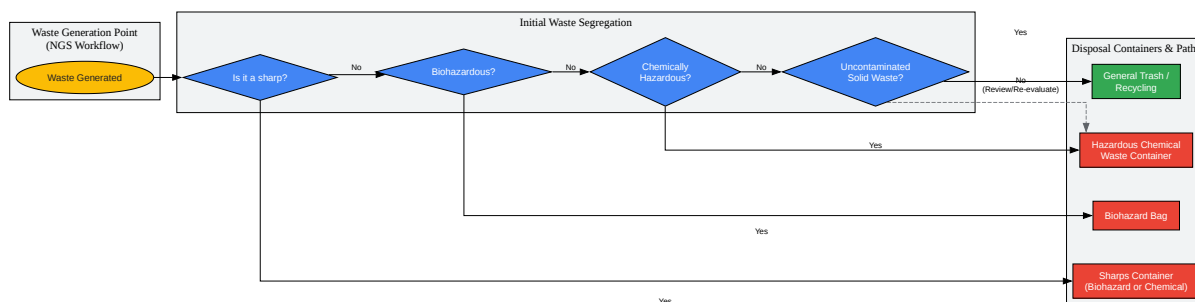 Waste Generation Point
(NGS Workflow)
Waste Generated
Initial Waste Segregation
Is it a sharp?
No
Biohazardous?
No
Chemically
Hazardous?
No
Uncontaminated
Solid Waste?
Yes
No
(Review/Re-evaluate)
Disposal Containers & Path
General Trash /
Recycling
Yes
Hazardous Chemical
Waste Container
Yes
Biohazard Bag
Yes
Sharps Container
(Biohazard or Chemical)